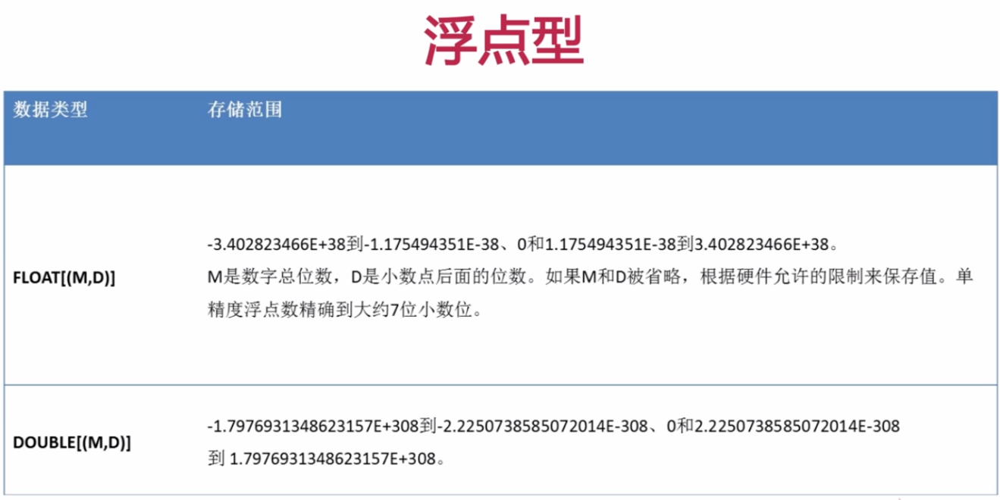 浮点型
数据类型
存储范围
-3.402823466E+38到-1.175494351E-38、0和1.175494351E-38到3.402823466E+38。
FLOAT[(M,D)]
M是数字总位数，D是小数点后面的位数。如果M和D被省略，根据硬件允许的限制来保存值。单
精度浮点数精确到大约7位小数位。
DOUBLE[(M,D)]
-1.7976931348623157E+308到-2.2250738585072014E-308、0和2.2250738585072014E-308
到 1.7976931348623157E+308。